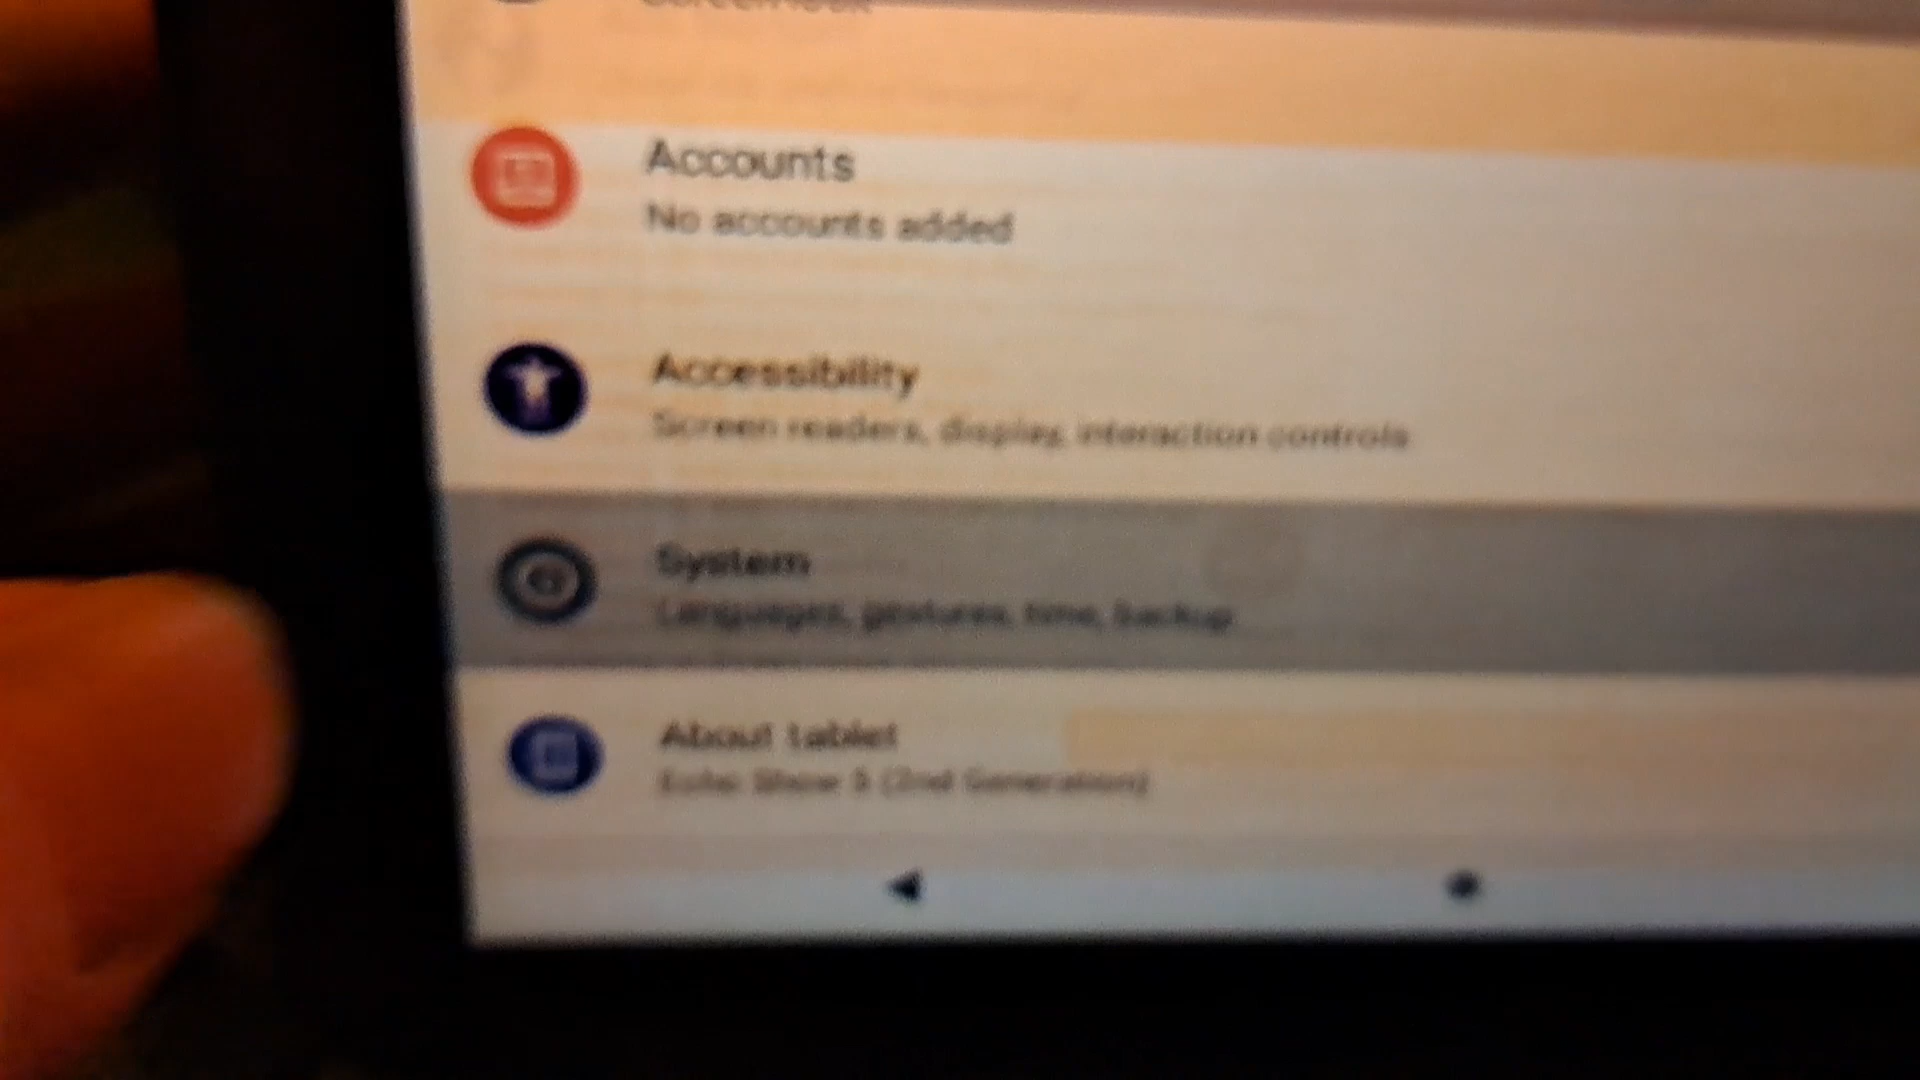 Accounts
No accounts added
Accessibility
Screen readers, display, interaction controls
System
Languages, gestures, time, backup
About tablet
Echo Show 5 (2nd Generation)